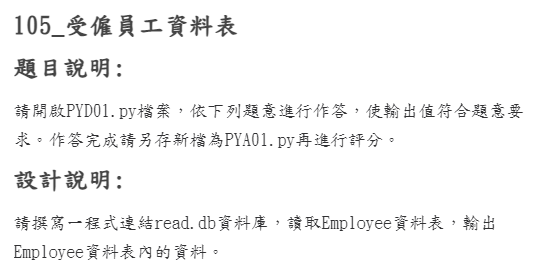 105_受僱員工資料表
題目說明:
請開啟PYD01.py檔案，依下列題意進行作答，使輸出值符合題意要
求。作答完成請另存新檔為PYA01.py再進行評分。
設計說明:
請撰寫一程式連結read.db資料庫，讀取Employee資料表，輸出
Employee資料表內的資料。